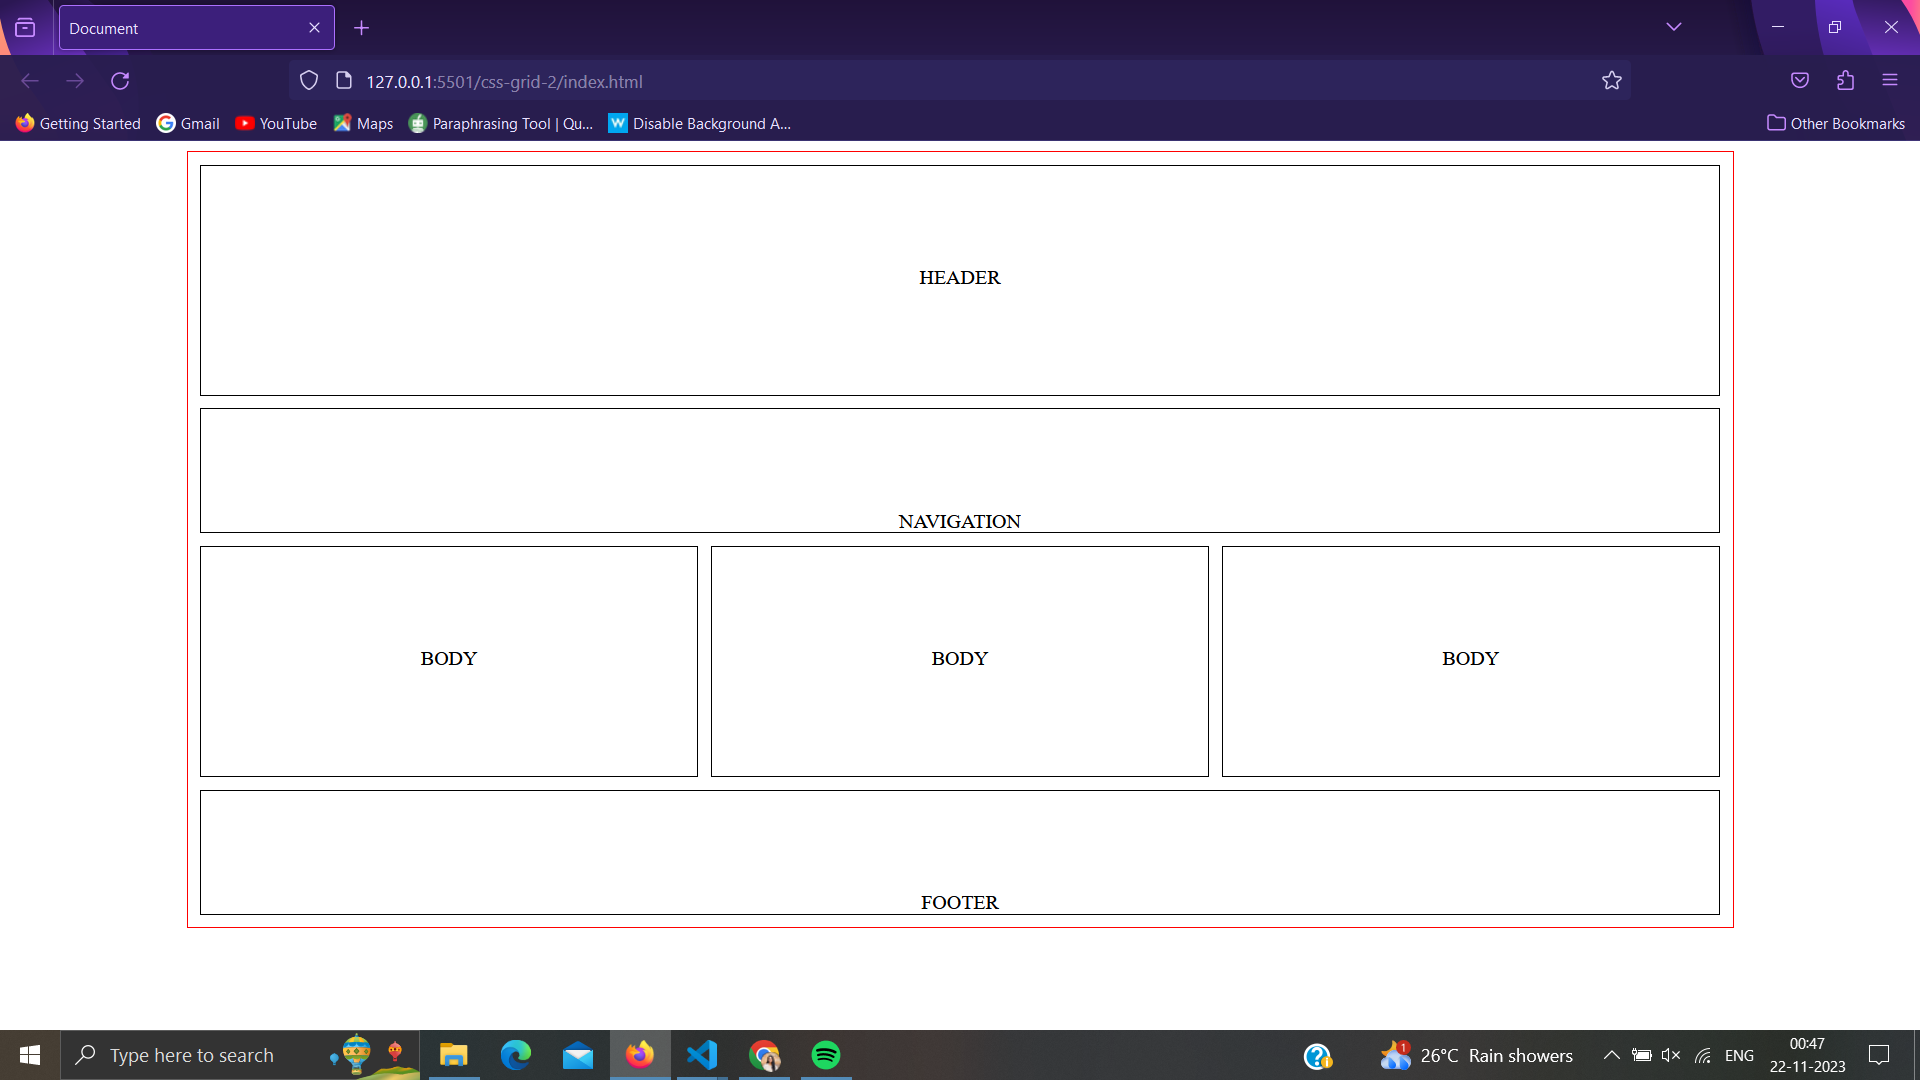 Document
127.0.0.1:5501/css-grid-2/index.html
Getting Started Gmail YouTube Maps Paraphrasing Tool | Qu... Disable Background A... Other Bookmarks
HEADER
NAVIGATION
BODY BODY BODY
FOOTER
Type here to search 1 26°C Rain showers ENG 00:47
22-11-2023